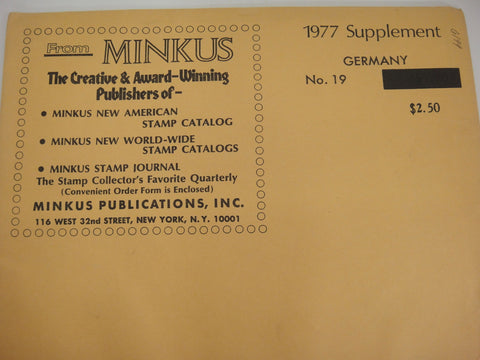 From MINKUS
The Creative & Award-Winning
Publishers of-
• MINKUS NEW AMERICAN
STAMP CATALOG
• MINKUS NEW WORLD-WIDE
STAMP CATALOGS
• MINKUS STAMP JOURNAL
The Stamp Collector's Favorite Quarterly
(Convenient Order Form is Enclosed)
MINKUS PUBLICATIONS, INC.
116 WEST 32nd STREET, NEW YORK, N.Y. 10001
1977 Supplement
GERMANY
No. 19
$2.50